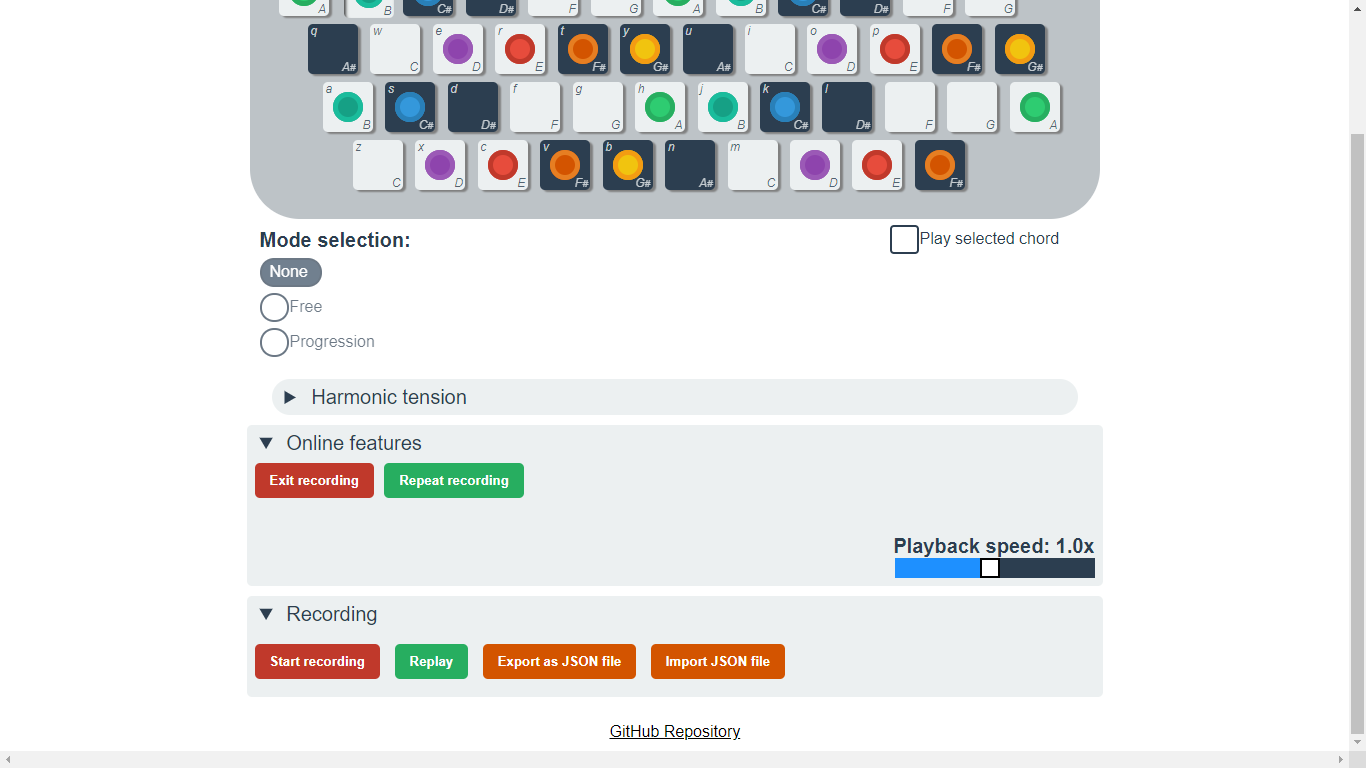 A B C# D# F G A B C# D# F G
q A# w C e D r E t F# y G# u A# i C o D p E F# G#
a B s C# d D# f F g G h A j B k C# l D# F G A
z C x D c E v F# b G# n A# m C D E F#
Mode selection:
Play selected chord
None
Free
Progression
Harmonic tension
Online features
Exit recording Repeat recording
Playback speed: 1.0x
Recording
Start recording Replay Export as JSON file Import JSON file
GitHub Repository